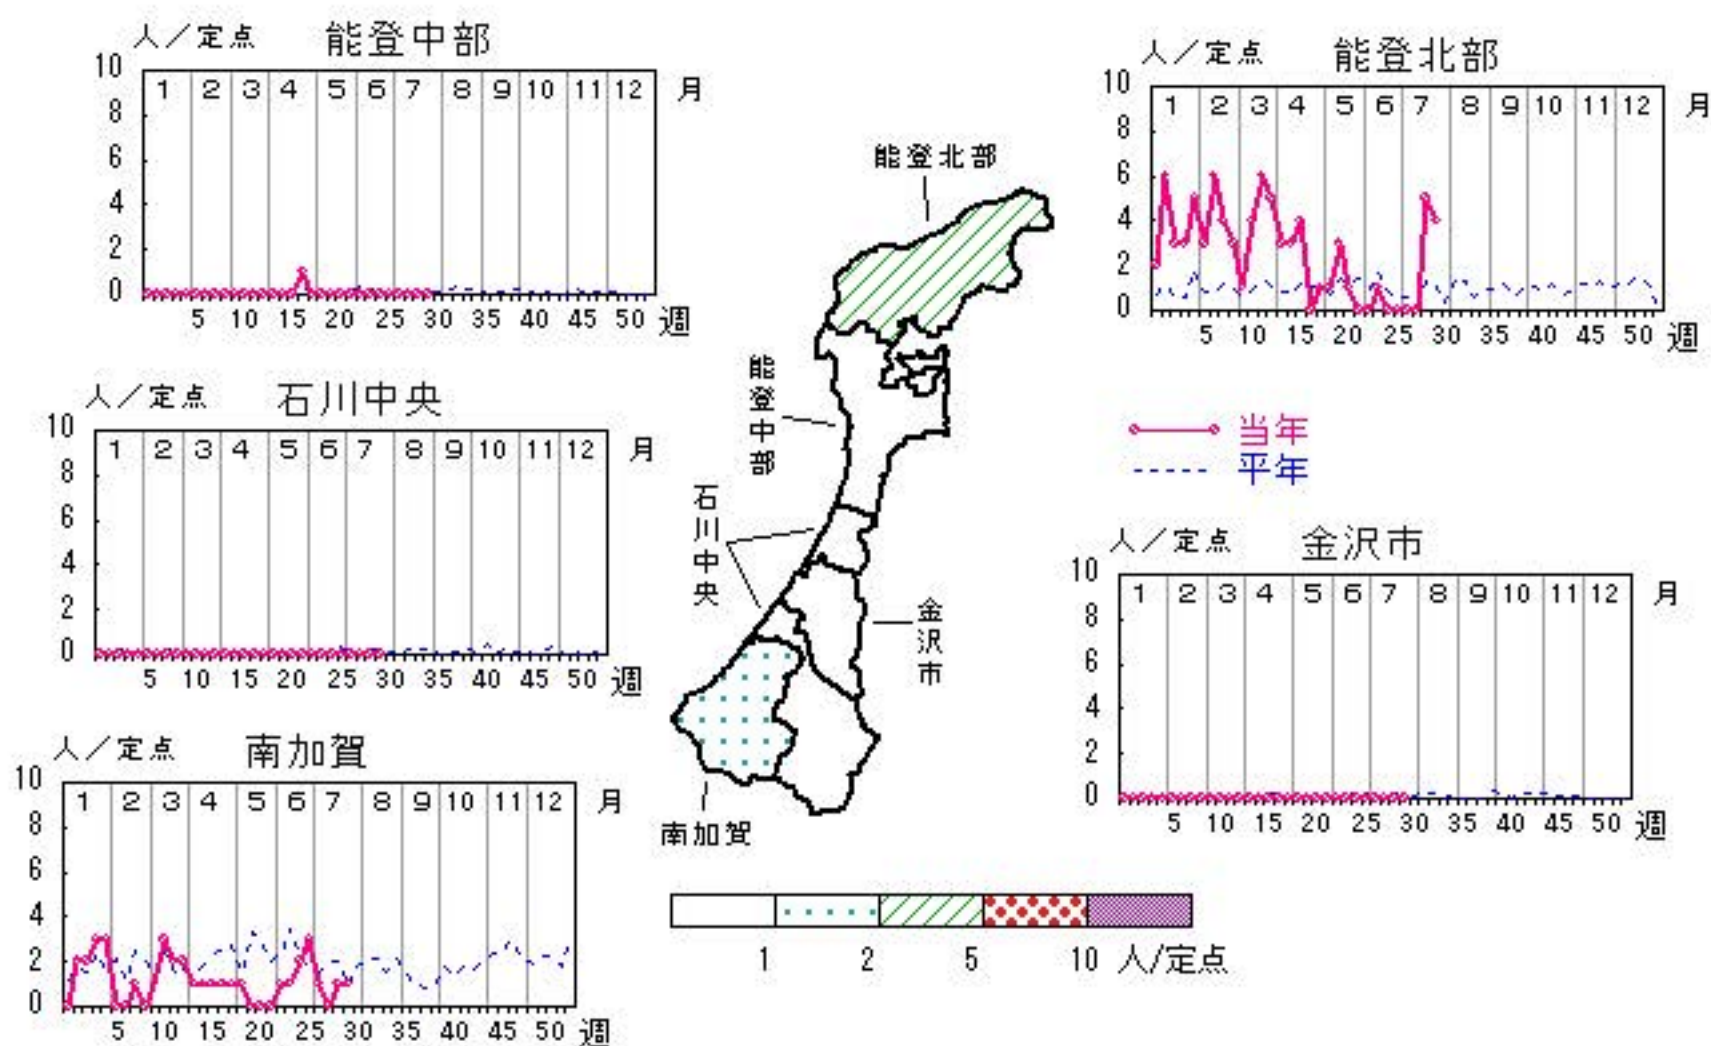 人／定点 能登中部
10 8 6 4 2 0
1 2 3 4 5 6 7 8 9 10 11 12 月
5 10 15 20 25 30 35 40 45 50 週
人／定点 能登北部
10 8 6 4 2 0
1 2 3 4 5 6 7 8 9 10 11 12 月
5 10 15 20 25 30 35 40 45 50 週
能登北部
能登中部
石川中央
金沢市
南加賀
人／定点 石川中央
10 8 6 4 2 0
1 2 3 4 5 6 7 8 9 10 11 12 月
5 10 15 20 25 30 35 40 45 50 週
当年
平年
人／定点 金沢市
10 8 6 4 2 0
1 2 3 4 5 6 7 8 9 10 11 12 月
5 10 15 20 25 30 35 40 45 50 週
人／定点 南加賀
10 8 6 4 2 0
1 2 3 4 5 6 7 8 9 10 11 12 月
5 10 15 20 25 30 35 40 45 50 週
1 2 5 10 人/定点